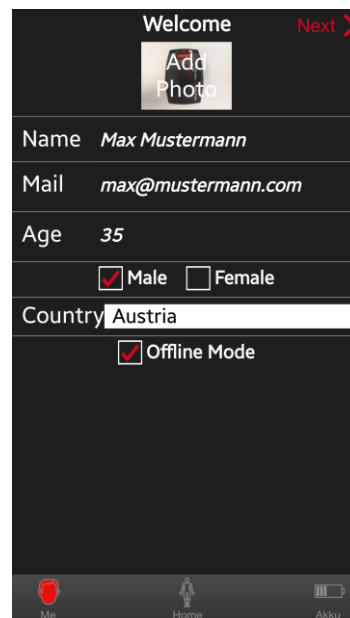 Welcome Next
Add
Photo
Name Max Mustermann
Mail max@mustermann.com
Age 35
Male Female
Country Austria
Offline Mode
Me Home Akku